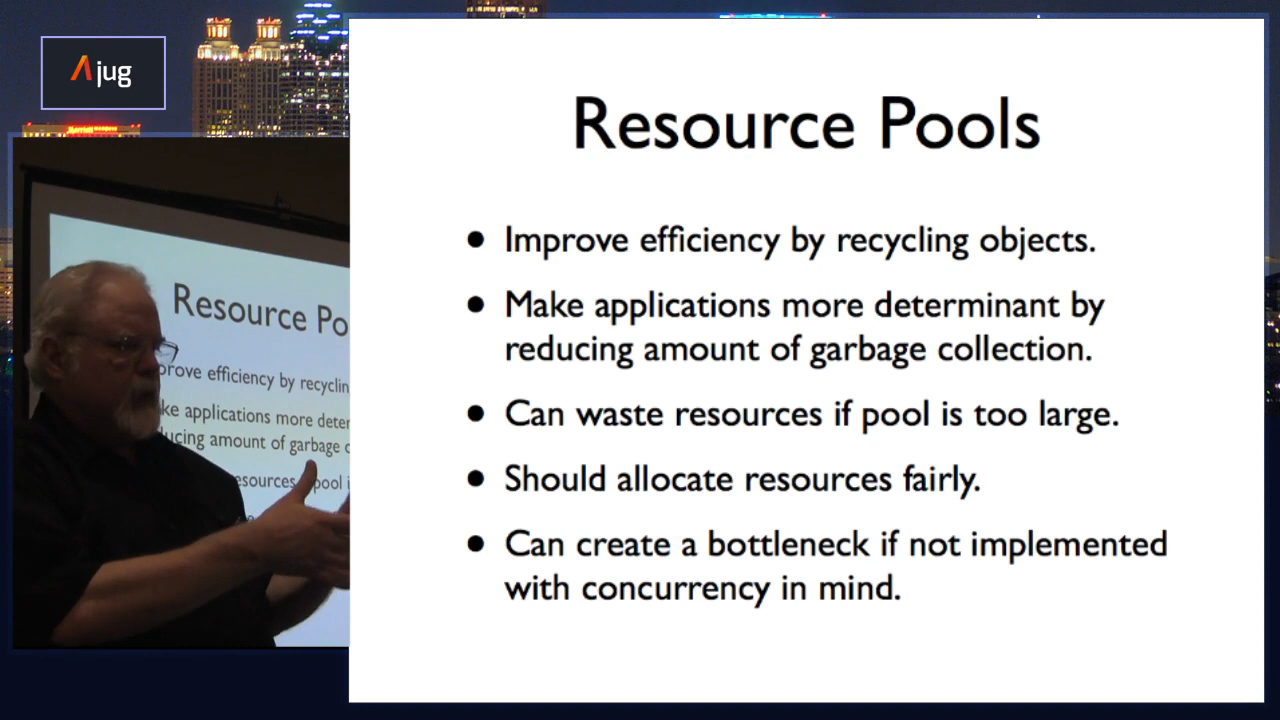 Ajug
Resource Pools
• Improve efficiency by recycling objects.
• Make applications more determinant by
reducing amount of garbage collection.
• Can waste resources if pool is too large.
• Should allocate resources fairly.
• Can create a bottleneck if not implemented
with concurrency in mind.
Resource Po
prove efficiency by recyclin
ke applications more deter
ucing amount of garbage c
esources pool i